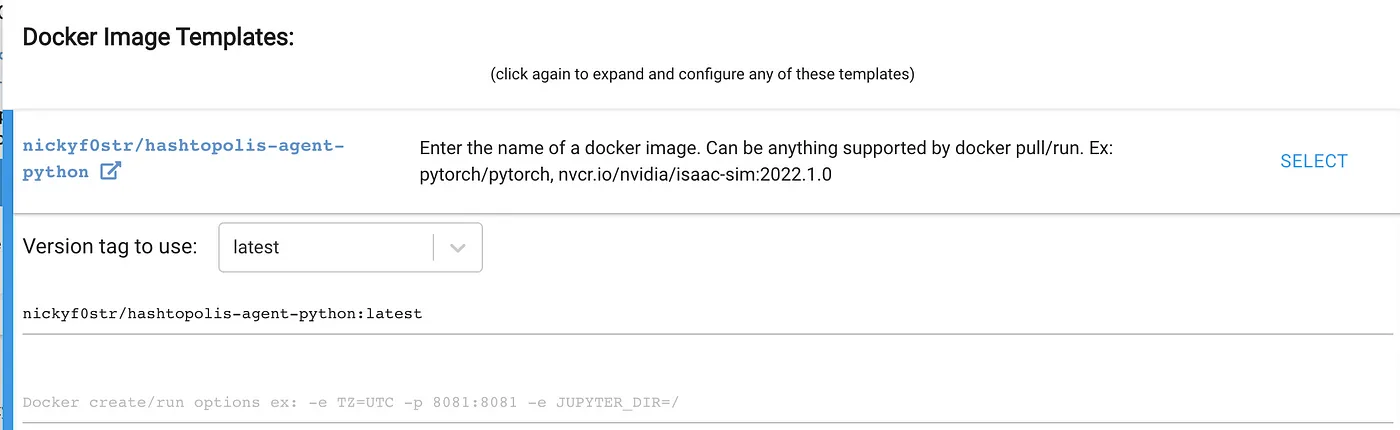 Docker Image Templates:
(click again to expand and configure any of these templates)
nickyf0str/hashtopolis-agent-
python
Enter the name of a docker image. Can be anything supported by docker pull/run. Ex:
pytorch/pytorch, nvcr.io/nvidia/isaac-sim:2022.1.0
SELECT
Version tag to use:
latest
nickyf0str/hashtopolis-agent-python:latest
Docker create/run options ex: -e TZ=UTC -p 8081:8081 -e JUPYTER_DIR=/